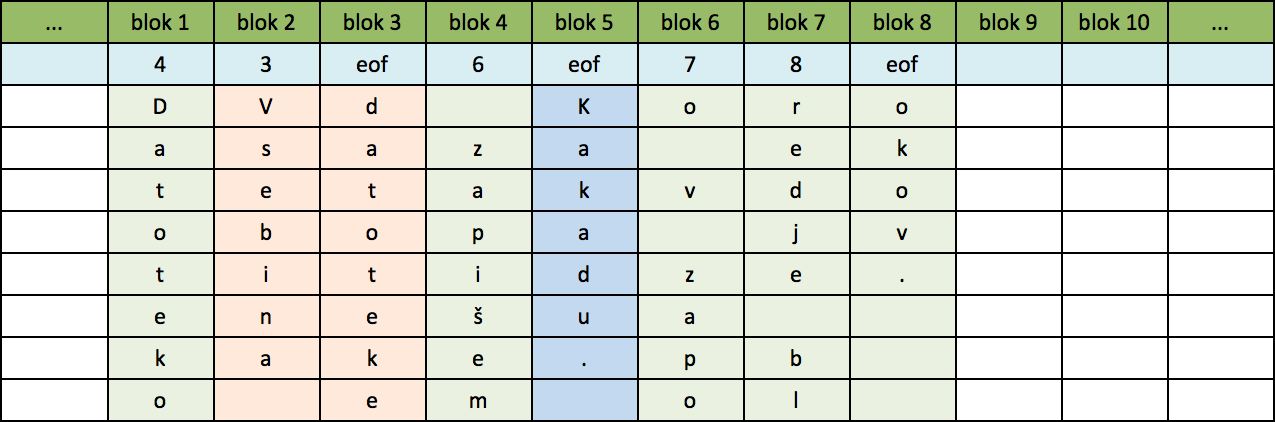 ... blok 1 blok 2 blok 3 blok 4 blok 5 blok 6 blok 7 blok 8 blok 9 blok 10 ...
4 3 eof 6 eof 7 8 eof
D V d K o r o
a s a z a e k
t e t a k v d o
o b o p a j v
t i t i d z e .
e n e š u a
k a k e . p b
o e m o l